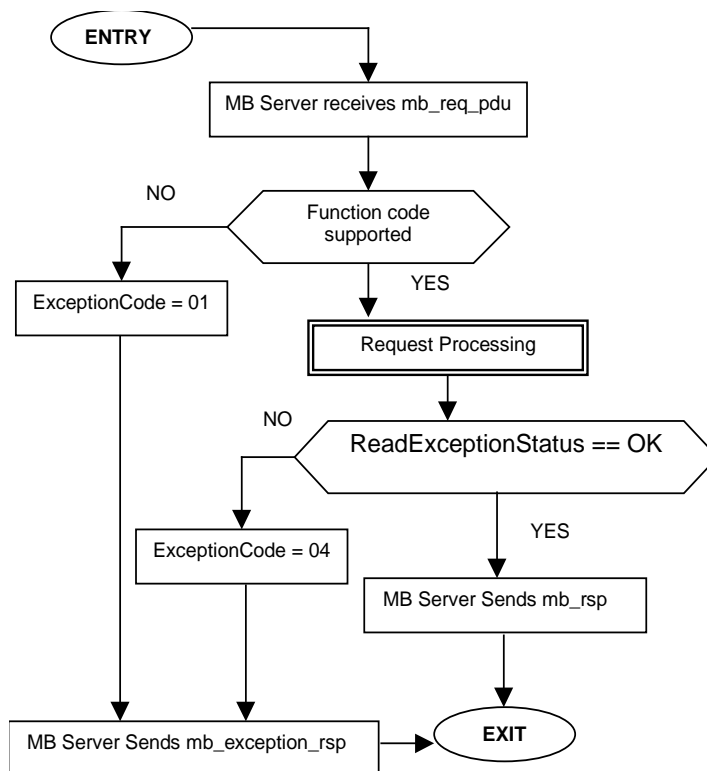 ENTRY
MB Server receives mb_req_pdu
NO
Function code
supported
YES
ExceptionCode = 01
Request Processing
NO
ReadExceptionStatus == OK
YES
ExceptionCode = 04
MB Server Sends mb_rsp
MB Server Sends mb_exception_rsp
EXIT